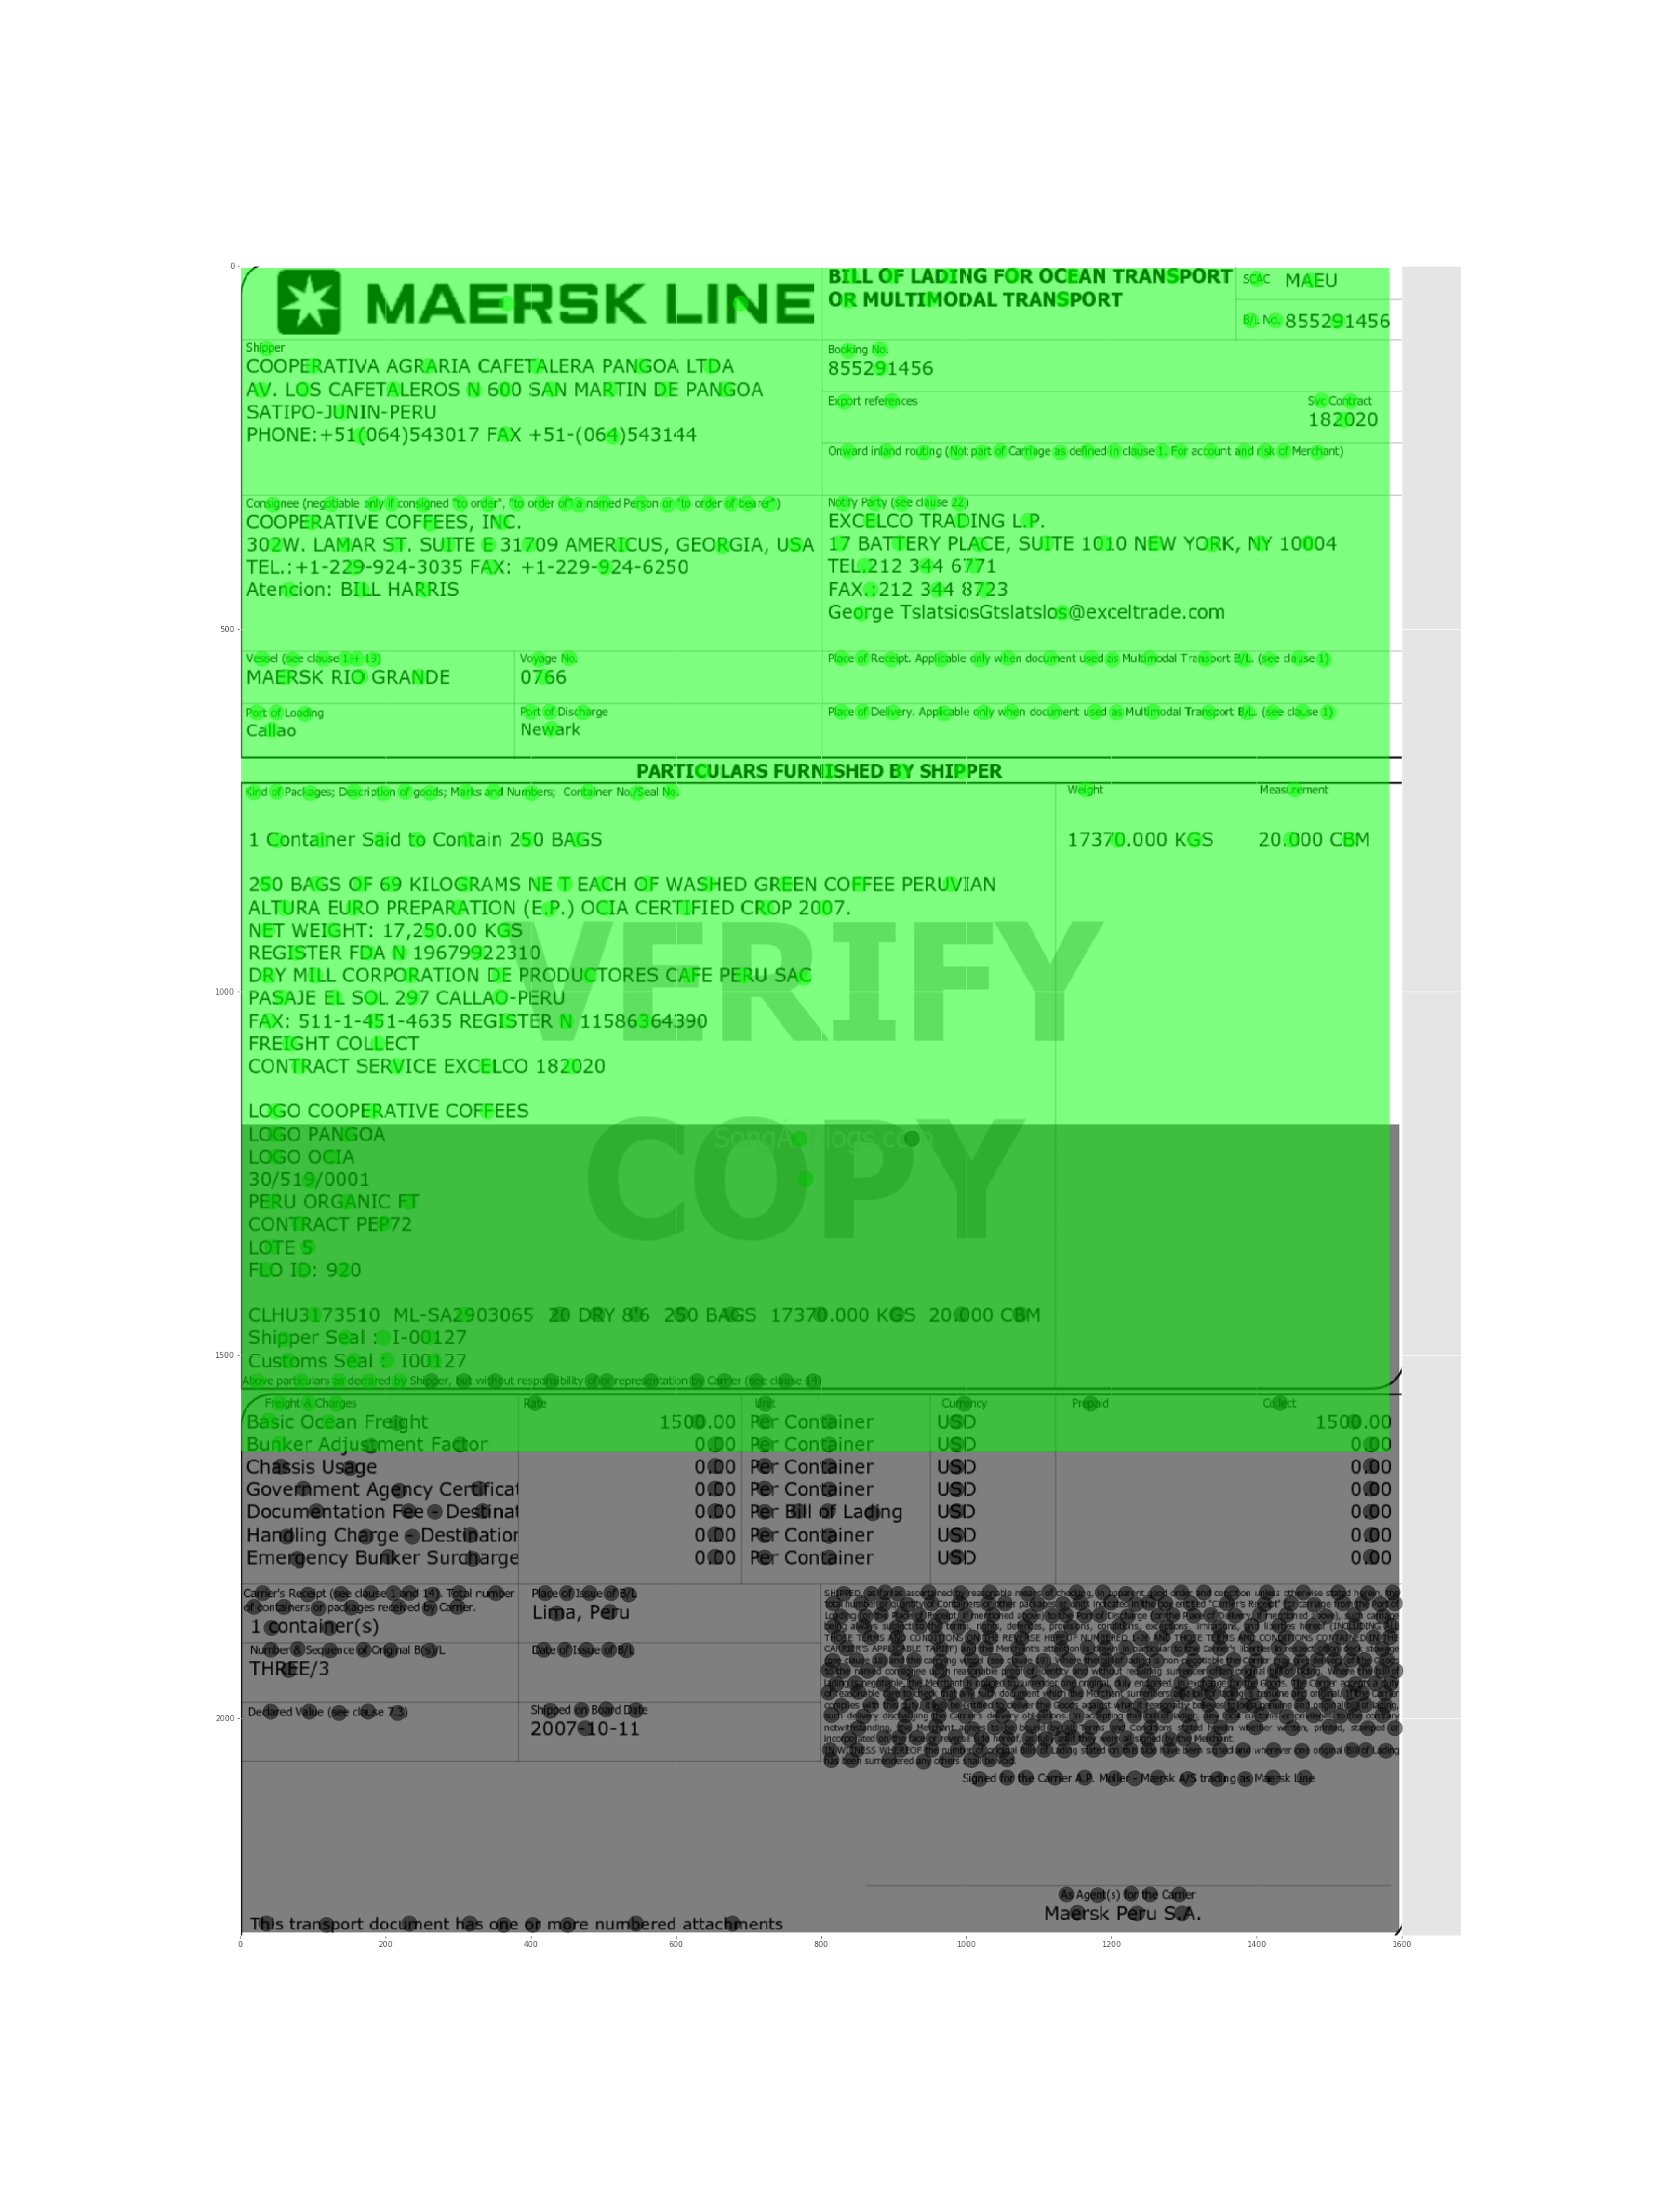 MAERSK LINE
BILL OF LADING FOR OCEAN TRANSPORT
OR MULTIMODAL TRANSPORT
SCAC MAEU
B/L No. 855291456
Shipper
COOPERATIVA AGRARIA CAFETALERA PANGOA LTDA
AV. LOS CAFETALEROS N 600 SAN MARTIN DE PANGOA
SATIPO-JUNIN-PERU
PHONE:+51(064)543017 FAX +51-(064)543144
Booking No.
855291456
Export references
Svc Contract
182020
Onward inland routing (Not part of Carriage as defined in clause 1. For account and risk of Merchant)
Consignee (negotiable only if consigned "to order", "to order of" a named Person or "to order of bearer")
COOPERATIVE COFFEES, INC.
302W. LAMAR ST. SUITE E 31709 AMERICUS, GEORGIA, USA
TEL.:+1-229-924-3035 FAX: +1-229-924-6250
Atencion: BILL HARRIS
Notify Party (see clause 22)
EXCELCO TRADING L.P.
17 BATTERY PLACE, SUITE 1010 NEW YORK, NY 10004
TEL.212 344 6771
FAX.:212 344 8723
George TslatsiosGtslatslos@exceltrade.com
Vessel (see clause 1 + 19)
MAERSK RIO GRANDE
Voyage No.
0766
Place of Receipt. Applicable only when document used as Multimodal Transport B/L. (see clause 1)
Port of Loading
Callao
Port of Discharge
Newark
Place of Delivery. Applicable only when document used as Multimodal Transport B/L. (see clause 1)
PARTICULARS FURNISHED BY SHIPPER
Kind of Packages; Description of goods; Marks and Numbers; Container No./Seal No.
Weight
Measurement
1 Container Said to Contain 250 BAGS 17370.000 KGS 20.000 CBM
250 BAGS OF 69 KILOGRAMS NE T EACH OF WASHED GREEN COFFEE PERUVIAN
ALTURA EURO PREPARATION (E.P.) OCIA CERTIFIED CROP 2007.
NET WEIGHT: 17,250.00 KGS
REGISTER FDA N 19679922310
DRY MILL CORPORATION DE PRODUCTORES CAFE PERU SAC
PASAJE EL SOL 297 CALLAO-PERU
FAX: 511-1-451-4635 REGISTER N 11586364390
FREIGHT COLLECT
CONTRACT SERVICE EXCELCO 182020
VERIFY
COPY
LOGO COOPERATIVE COFFEES
LOGO PANGOA
LOGO OCIA
30/519/0001
PERU ORGANIC FT
CONTRACT PEP72
LOTE 5
FLO ID: 920
CLHU3173510 ML-SA2903065 20 DRY 8'6 250 BAGS 17370.000 KGS 20.000 CBM
Shipper Seal : I-00127
Customs Seal : I00127
Above particulars as declared by Shipper, but without responsibility of or representation by Carrier (see clause 14)
Freight & Charges Rate Unit Currency Prepaid Collect
Basic Ocean Freight 1500.00 Per Container USD 1500.00
Bunker Adjustment Factor 0.00 Per Container USD 0.00
Chassis Usage 0.00 Per Container USD 0.00
Government Agency Certificat 0.00 Per Container USD 0.00
Documentation Fee - Destinat 0.00 Per Bill of Lading USD 0.00
Handling Charge - Destination 0.00 Per Container USD 0.00
Emergency Bunker Surcharge 0.00 Per Container USD 0.00
Carrier's Receipt (see clause 1 and 14). Total number
of containers or packages received by Carrier.
1 container(s)
Place of Issue of B/L
Lima, Peru
Number & Sequence of Original B(s)/L
THREE/3
Date of Issue of B/L
Declared Value (see clause 7.3)
Shipped on Board Date
2007-10-11
Signed for the Carrier A.P. Moller - Maersk A/S trading as Maersk Line
As Agent(s) for the Carrier
Maersk Peru S.A.
This transport document has one or more numbered attachments
0
500
1000
1500
2000
0 200 400 600 800 1000 1200 1400 1600